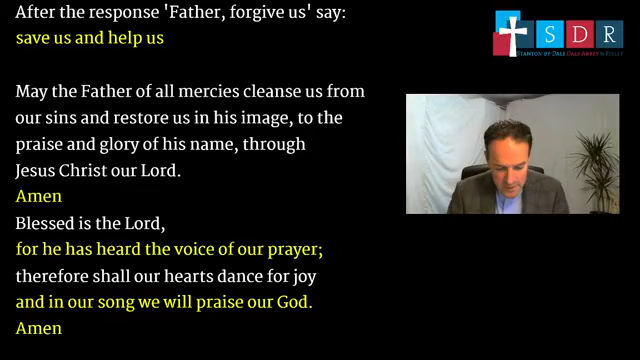 After the response 'Father, forgive us' say:
save us and help us
May the Father of all mercies cleanse us from
our sins and restore us in his image, to the
praise and glory of his name, through
Jesus Christ our Lord.
Amen
Blessed is the Lord,
for he has heard the voice of our prayer;
therefore shall our hearts dance for joy
and in our song we will praise our God.
Amen
SDR